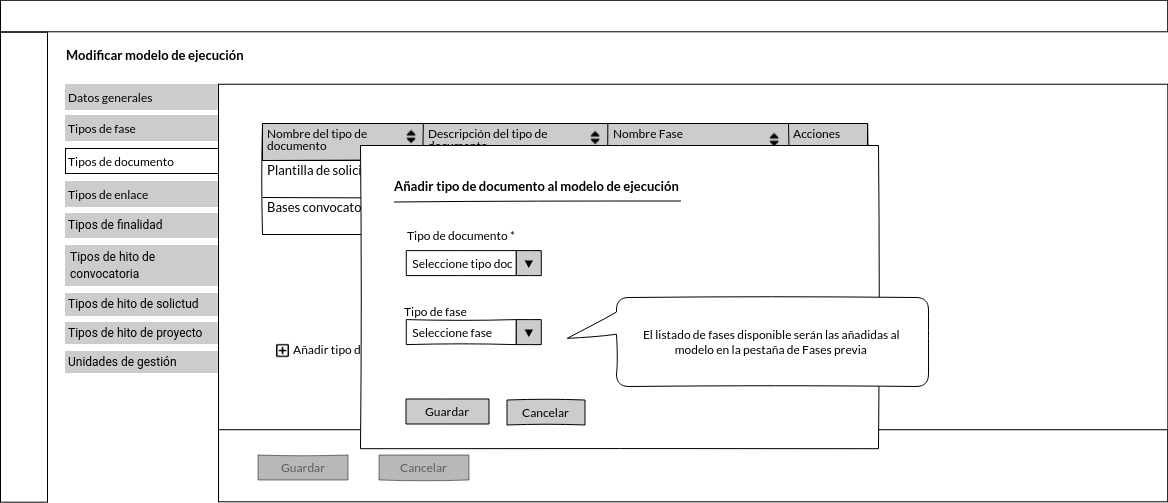 Modificar modelo de ejecución
Datos generales
Tipos de fase
Tipos de documento
Tipos de enlace
Tipos de finalidad
Tipos de hito de
convocatoria
Tipos de hito de solictud
Tipos de hito de proyecto
Unidades de gestión
Nombre del tipo de
documento
Descripción del tipo de
documento
Nombre Fase
Acciones
Plantilla de solici
Bases convocato
Añadir tipo d
Añadir tipo de documento al modelo de ejecución
Tipo de documento *
Seleccione tipo doc
Tipo de fase
Seleccione fase
El listado de fases disponible serán las añadidas al
modelo en la pestaña de Fases previa
Guardar
Cancelar
Guardar
Cancelar